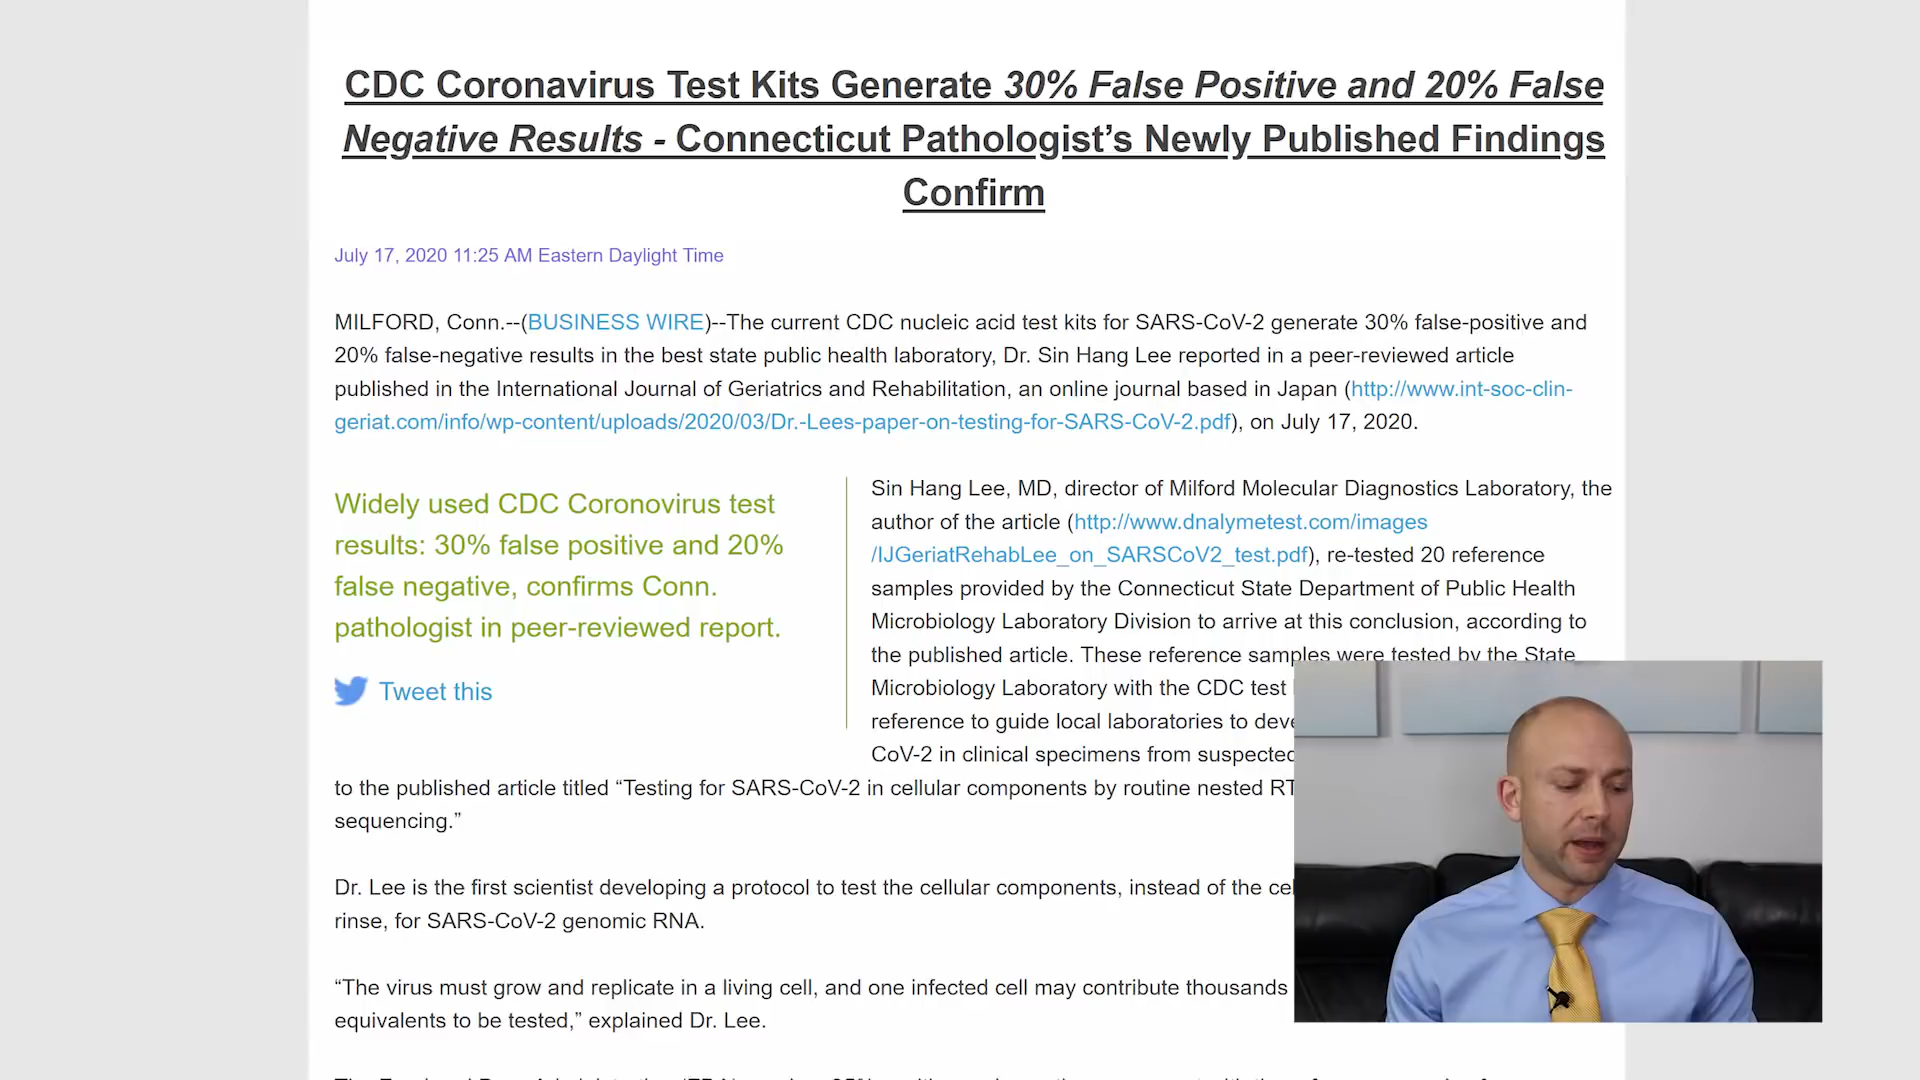 CDC Coronavirus Test Kits Generate 30% False Positive and 20% False
Negative Results - Connecticut Pathologist’s Newly Published Findings
Confirm
July 17, 2020 11:25 AM Eastern Daylight Time
MILFORD, Conn.--(BUSINESS WIRE)--The current CDC nucleic acid test kits for SARS-CoV-2 generate 30% false-positive and
20% false-negative results in the best state public health laboratory, Dr. Sin Hang Lee reported in a peer-reviewed article
published in the International Journal of Geriatrics and Rehabilitation, an online journal based in Japan (http://www.int-soc-clin-
geriat.com/info/wp-content/uploads/2020/03/Dr.-Lees-paper-on-testing-for-SARS-CoV-2.pdf), on July 17, 2020.
Widely used CDC Coronovirus test
results: 30% false positive and 20%
false negative, confirms Conn.
pathologist in peer-reviewed report.
Tweet this
Sin Hang Lee, MD, director of Milford Molecular Diagnostics Laboratory, the
author of the article (http://www.dnalymetest.com/images
/IJGeriatRehabLee_on_SARSCoV2_test.pdf), re-tested 20 reference
samples provided by the Connecticut State Department of Public Health
Microbiology Laboratory Division to arrive at this conclusion, according to
the published article. These reference samples were tested by the State
Microbiology Laboratory with the CDC test
reference to guide local laboratories to deve
CoV-2 in clinical specimens from suspected
to the published article titled “Testing for SARS-CoV-2 in cellular components by routine nested RT
sequencing.”
Dr. Lee is the first scientist developing a protocol to test the cellular components, instead of the cel
rinse, for SARS-CoV-2 genomic RNA.
“The virus must grow and replicate in a living cell, and one infected cell may contribute thousands
equivalents to be tested,” explained Dr. Lee.